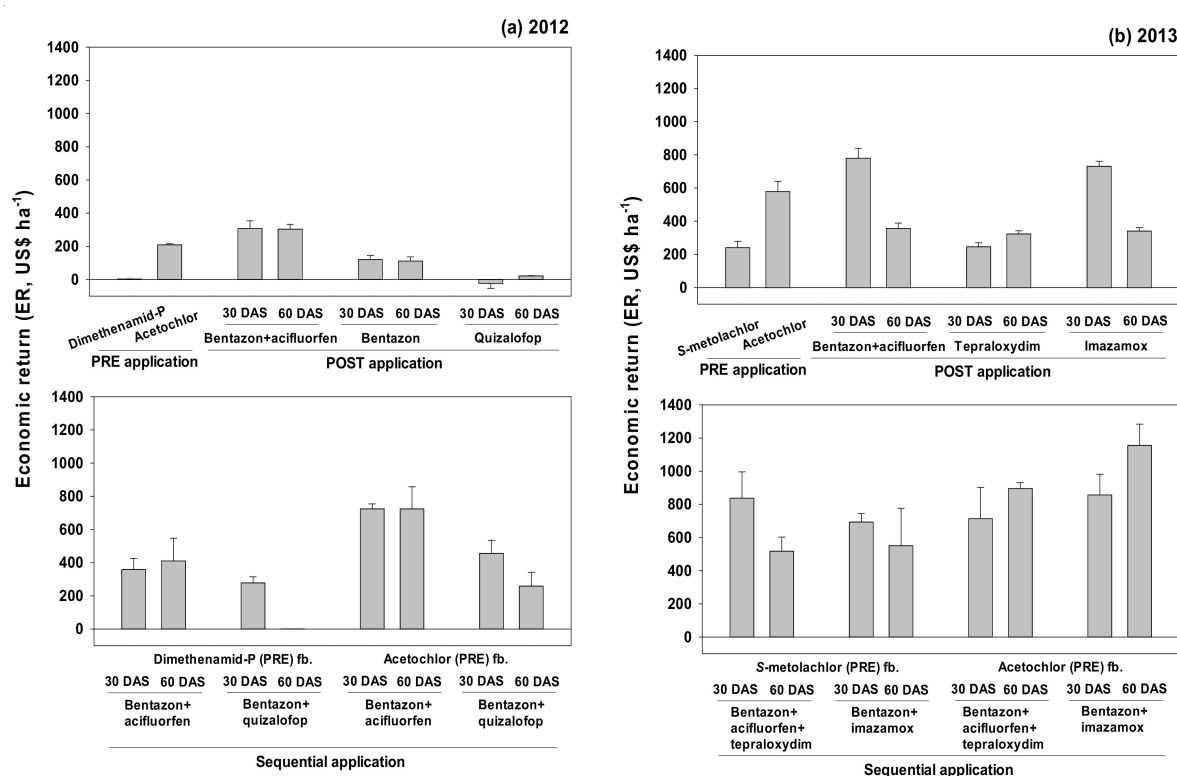 (a) 2012
1400
1200
1000
800
600
400
200
0
Dimethenamid-P
Acetochlor
30 DAS 60 DAS 30 DAS 60 DAS 30 DAS 60 DAS
Bentazon+acifluorfen Bentazon Quizalofop
PRE application POST application
Economic return (ER, US$ ha⁻¹)
1400
1200
1000
800
600
400
200
0
Dimethenamid-P (PRE) fb. Acetochlor (PRE) fb.
30 DAS 60 DAS 30 DAS 60 DAS 30 DAS 60 DAS 30 DAS 60 DAS
Bentazon+ Bentazon+ Bentazon+ Bentazon+
acifluorfen quizalofop acifluorfen quizalofop
Sequential application
(b) 2013
1400
1200
1000
800
600
400
200
0
S-metolachlor
Acetochlor
30 DAS 60 DAS 30 DAS 60 DAS 30 DAS 60 DAS
Bentazon+acifluorfen Tepraloxydim Imazamox
PRE application POST application
Economic return (ER, US$ ha⁻¹)
1400
1200
1000
800
600
400
200
0
S-metolachlor (PRE) fb. Acetochlor (PRE) fb.
30 DAS 60 DAS 30 DAS 60 DAS 30 DAS 60 DAS 30 DAS 60 DAS
Bentazon+ Bentazon+ Bentazon+ Bentazon+
acifluorfen+ imazamox acifluorfen+ imazamox
tepraloxydim tepraloxydim
Sequential application